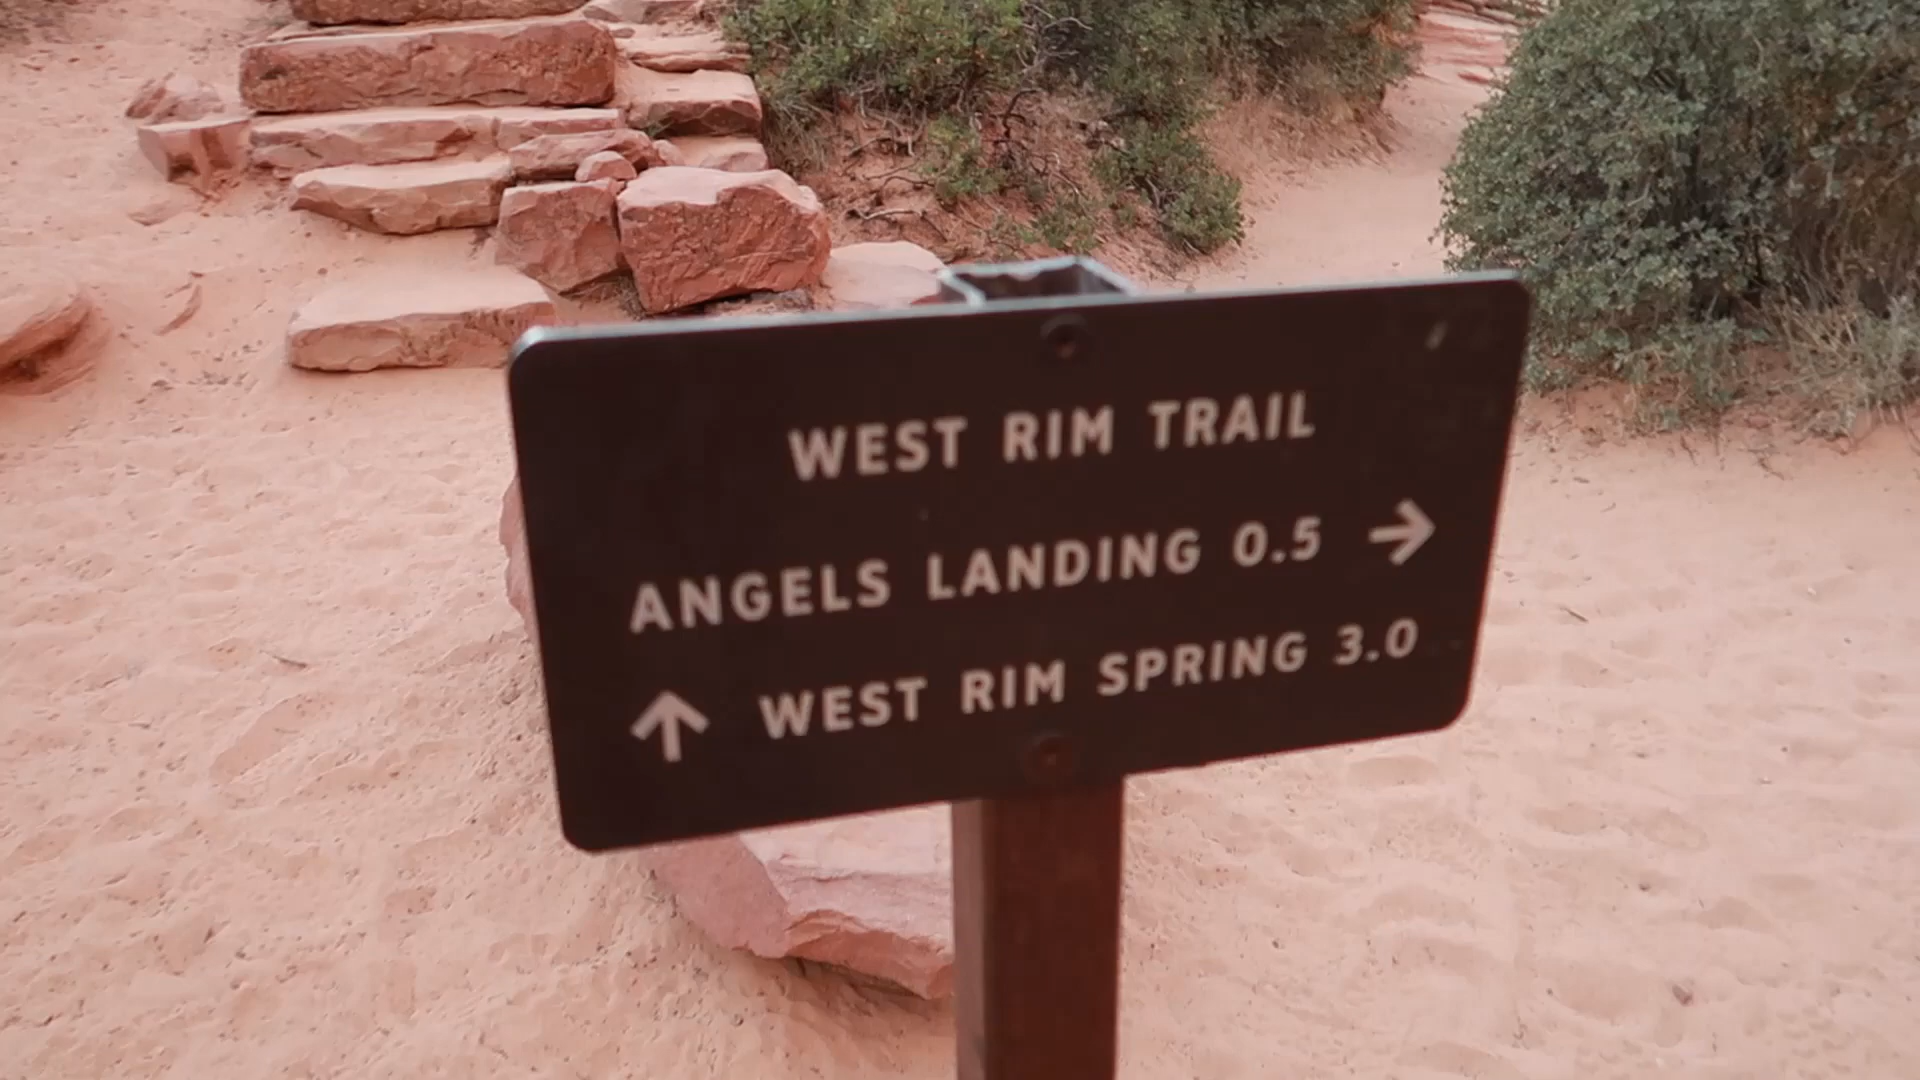 WEST RIM TRAIL
ANGELS LANDING 0.5 →
↑ WEST RIM SPRING 3.0